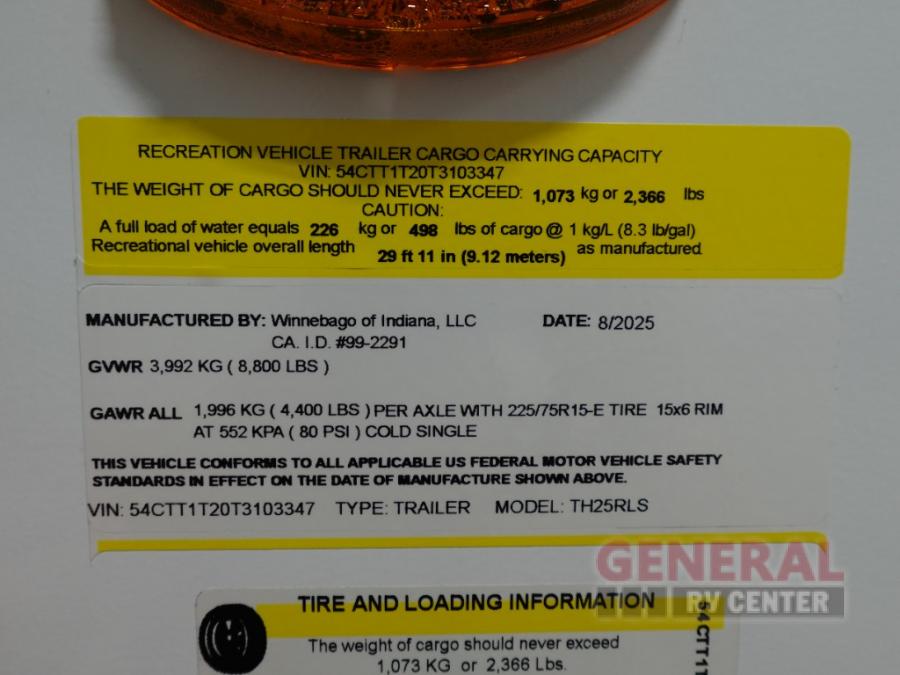 RECREATION VEHICLE TRAILER CARGO CARRYING CAPACITY
VIN: 54CTT1T20T3103347
THE WEIGHT OF CARGO SHOULD NEVER EXCEED: 1,073 kg or 2,366 lbs
CAUTION:
A full load of water equals 226 kg or 498 lbs of cargo @ 1 kg/L (8.3 lb/gal)
Recreational vehicle overall length 29 ft 11 in (9.12 meters) as manufactured
MANUFACTURED BY: Winnebago of Indiana, LLC DATE: 8/2025
CA. I.D. #99-2291
GVWR 3,992 KG ( 8,800 LBS )
GAWR ALL 1,996 KG ( 4,400 LBS ) PER AXLE WITH 225/75R15-E TIRE 15x6 RIM
AT 552 KPA ( 80 PSI ) COLD SINGLE
THIS VEHICLE CONFORMS TO ALL APPLICABLE US FEDERAL MOTOR VEHICLE SAFETY
STANDARDS IN EFFECT ON THE DATE OF MANUFACTURE SHOWN ABOVE.
VIN: 54CTT1T20T3103347 TYPE: TRAILER MODEL: TH25RLS
GENERAL
RV CENTER
TIRE AND LOADING INFORMATION
The weight of cargo should never exceed
1,073 KG or 2,366 Lbs.
54CTT1T